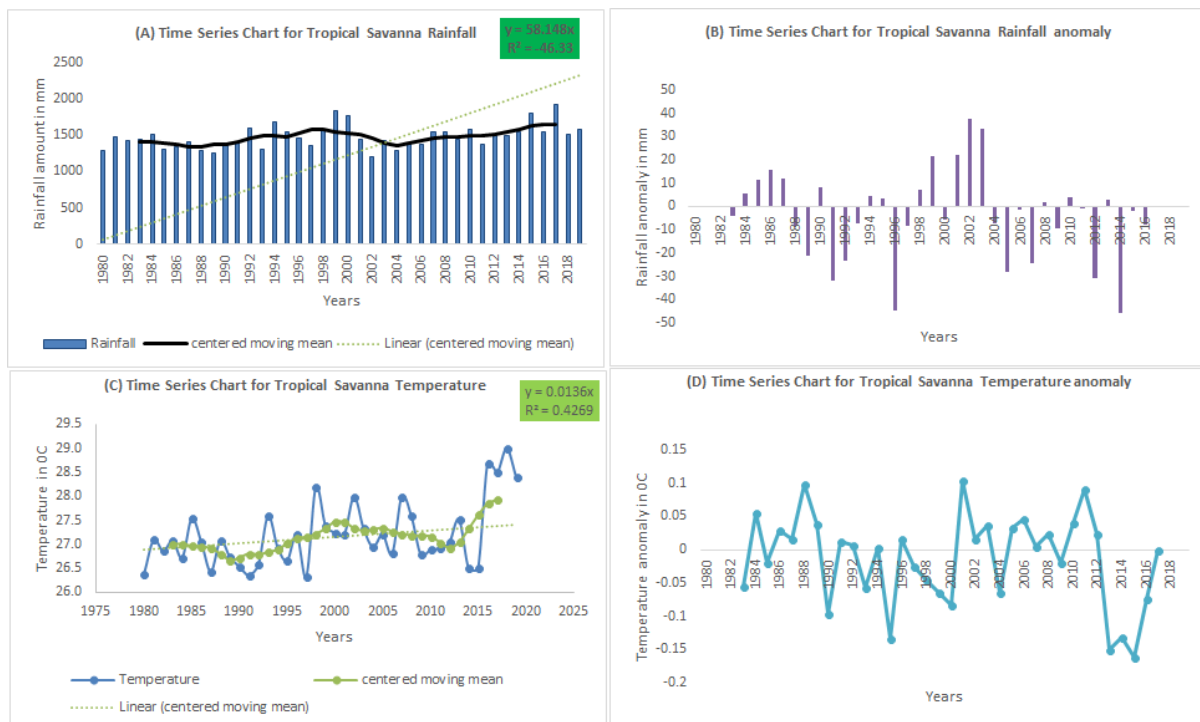 (A) Time Series Chart for Tropical Savanna Rainfall
y = 58.148x
R² = -46.33
Rainfall amount in mm
2500
2000
1500
1000
500
0
1980 1982 1984 1986 1988 1990 1992 1994 1996 1998 2000 2002 2004 2006 2008 2010 2012 2014 2016 2018
Years
Rainfall centered moving mean Linear (centered moving mean)
(B) Time Series Chart for Tropical Savanna Rainfall anomaly
Rainfall anomaly in mm
50
40
30
20
10
0
-10
-20
-30
-40
-50
1980 1982 1984 1986 1988 1990 1992 1994 1996 1998 2000 2002 2004 2006 2008 2010 2012 2014 2016 2018
Years
(C) Time Series Chart for Tropical Savanna Temperature
y = 0.0136x
R² = 0.4269
Temperature in 0C
29.5
29.0
28.5
28.0
27.5
27.0
26.5
26.0
1975 1980 1985 1990 1995 2000 2005 2010 2015 2020 2025
Years
Temperature centered moving mean
Linear (centered moving mean)
(D) Time Series Chart for Tropical Savanna Temperature anomaly
Temperature anomaly in 0C
0.15
0.1
0.05
0
-0.05
-0.1
-0.15
-0.2
1980 1982 1984 1986 1988 1990 1992 1994 1996 1998 2000 2002 2004 2006 2008 2010 2012 2014 2016 2018
Years